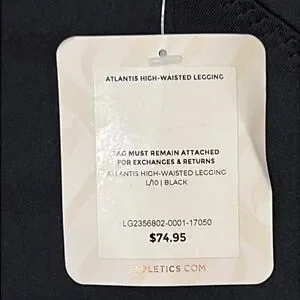 ATLANTIS HIGH-WAISTED LEGGING
TAG MUST REMAIN ATTACHED
FOR EXCHANGES & RETURNS
ATLANTIS HIGH-WAISTED LEGGING
L/10 | BLACK
LG2356802-0001-17050
$74.95
FABLETICS.COM